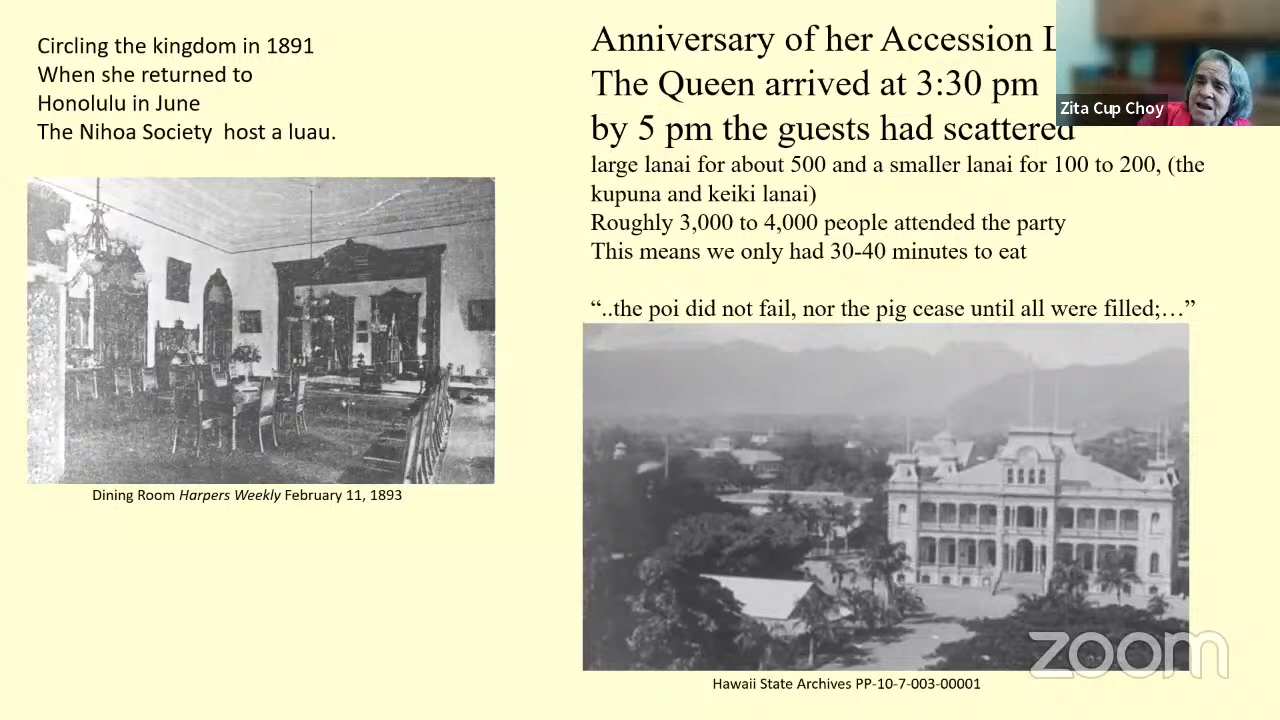 Circling the kingdom in 1891
When she returned to
Honolulu in June
The Nihoa Society host a luau.
Dining Room Harpers Weekly February 11, 1893
Anniversary of her Accession L
The Queen arrived at 3:30 pm
by 5 pm the guests had scattered
large lanai for about 500 and a smaller lanai for 100 to 200, (the
kupuna and keiki lanai)
Roughly 3,000 to 4,000 people attended the party
This means we only had 30-40 minutes to eat
“..the poi did not fail, nor the pig cease until all were filled;…”
Hawaii State Archives PP-10-7-003-00001
Zita Cup Choy
zoom